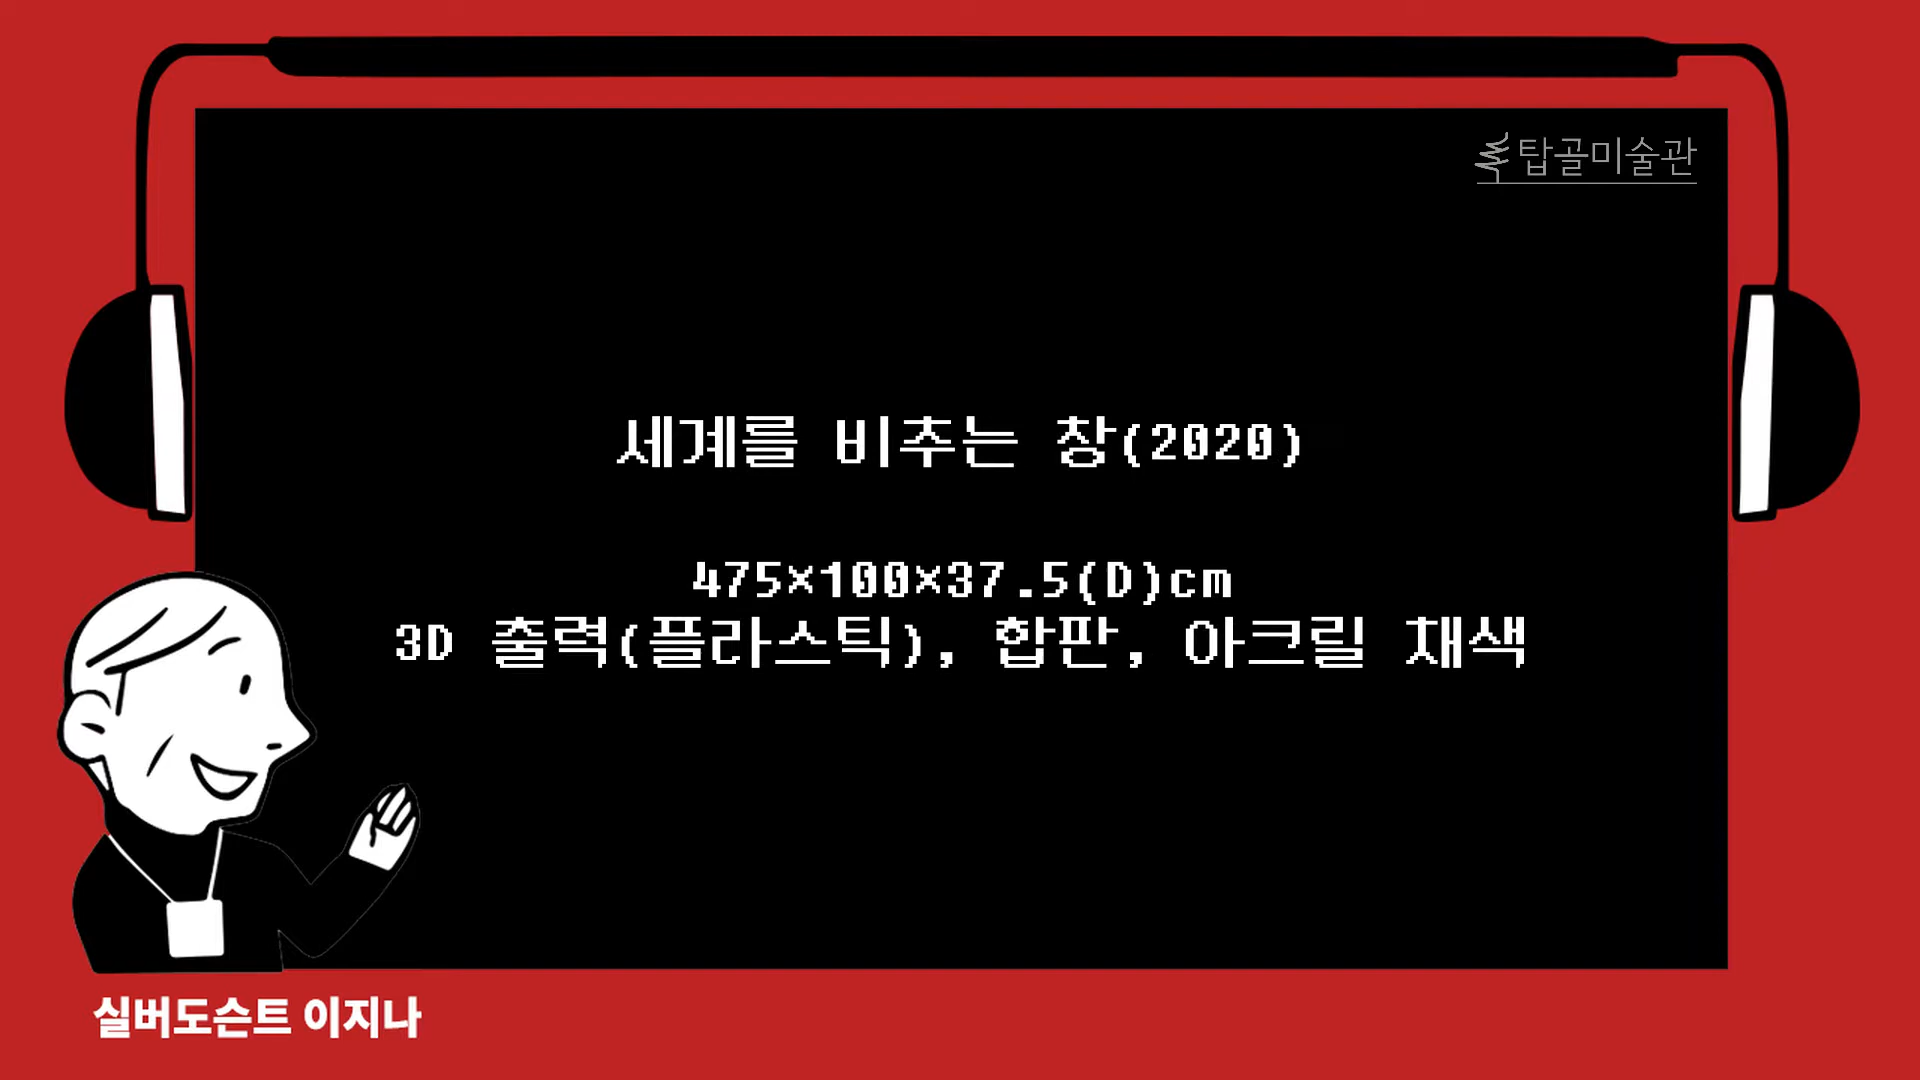 탑골미술관
세계를 비추는 창(2020)
475×100×37.5(D)cm
3D 출력(플라스틱), 합판, 아크릴 채색
실버도슨트 이지나